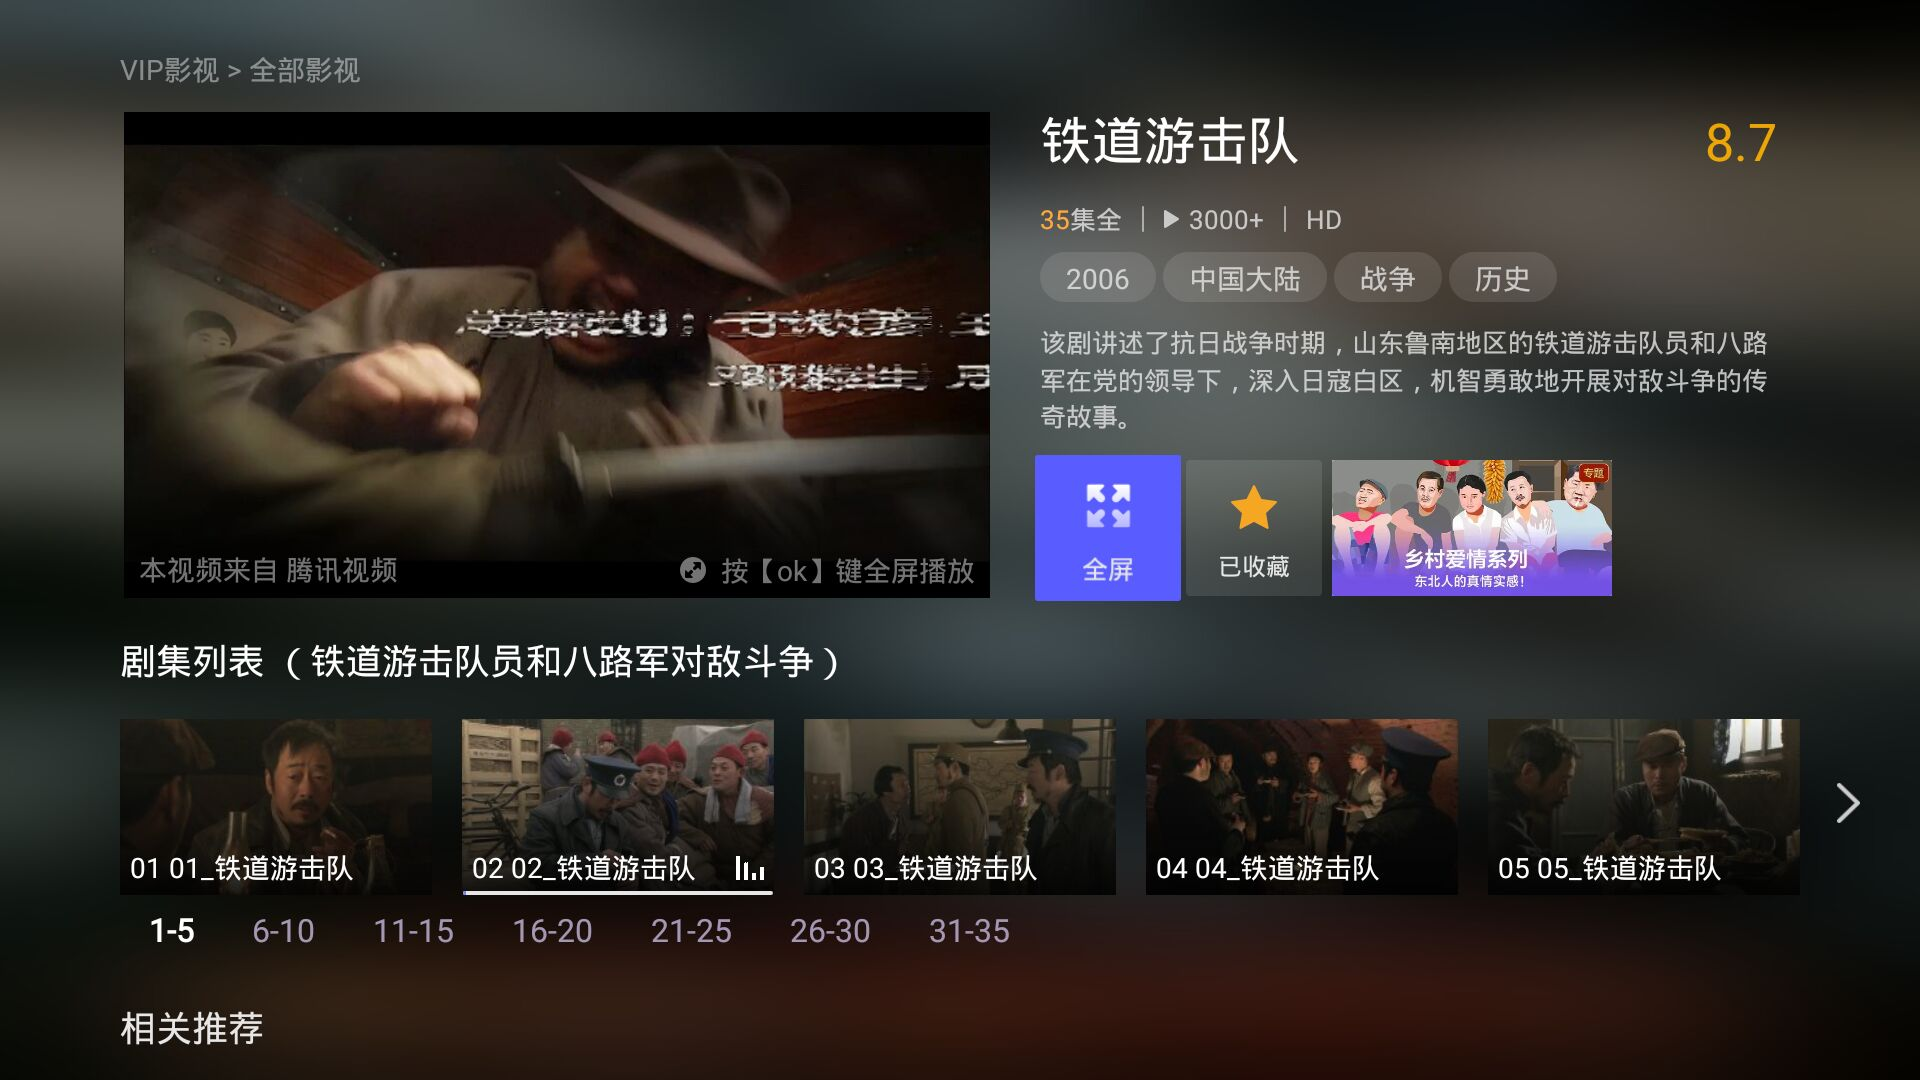 VIP影视 > 全部影视
铁道游击队
8.7
35集全 | 3000+ | HD
2006 中国大陆 战争 历史
该剧讲述了抗日战争时期，山东鲁南地区的铁道游击队员和八路
军在党的领导下，深入日寇白区，机智勇敢地开展对敌斗争的传
奇故事。
本视频来自 腾讯视频
按【ok】键全屏播放
全屏
已收藏
专题
乡村爱情系列
东北人的真情实感!
剧集列表 （铁道游击队员和八路军对敌斗争）
01 01_铁道游击队
02 02_铁道游击队
03 03_铁道游击队
04 04_铁道游击队
05 05_铁道游击队
1-5 6-10 11-15 16-20 21-25 26-30 31-35
相关推荐